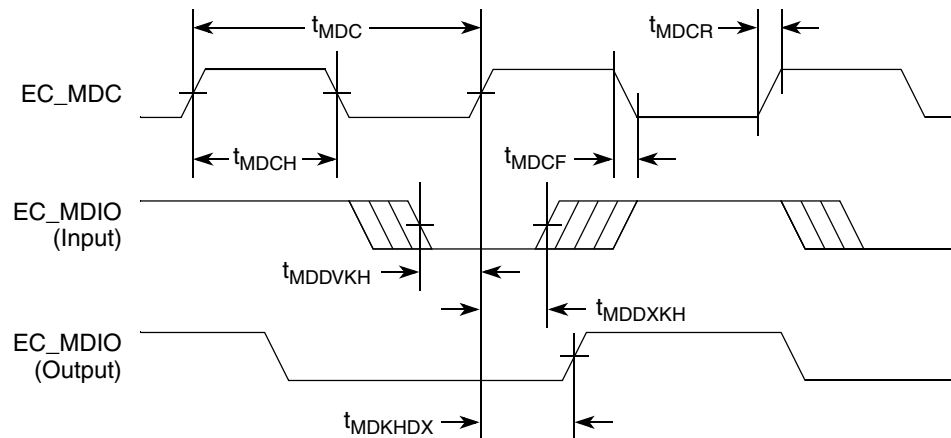 tMDC
tMDCR
EC_MDC
tMDCH
tMDCF
EC_MDIO
(Input)
tMDDVKH
tMDDXKH
EC_MDIO
(Output)
tMDKHDX